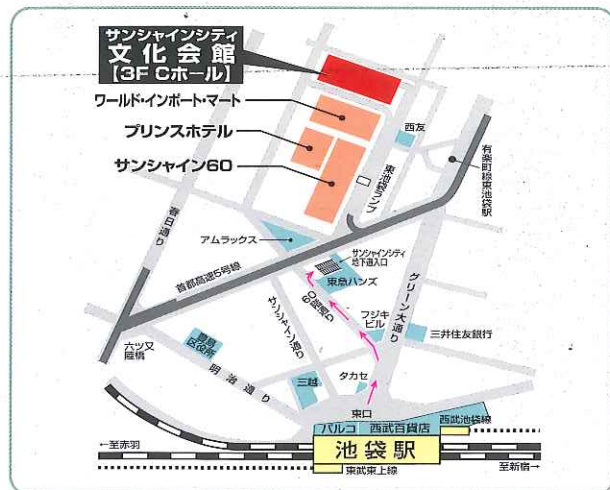 サンシャインシティ
文化会館
【3F Cホール】
ワールド・インポート・マート
プリンスホテル
サンシャイン60
西友
東池袋ランプ
有楽町線東池袋駅
春日通り
アムラックス
首都高速5号線
サンシャインシティ
地下道入口
東急ハンズ
60階通り
サンシャイン通り
グリーン大通り
フジキ
ビル
三井住友銀行
六ツ又
陸橋
豊島
区役所
明治通り
三越
タカセ
東口
パルコ
西武百貨店
西武池袋線
池袋駅
←至赤羽
東武東上線
至新宿→